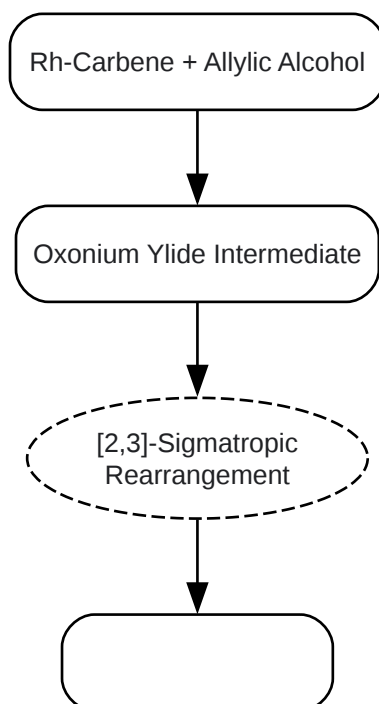 Rh-Carbene + Allylic Alcohol
Oxonium Ylide Intermediate
[2,3]-Sigmatropic
Rearrangement